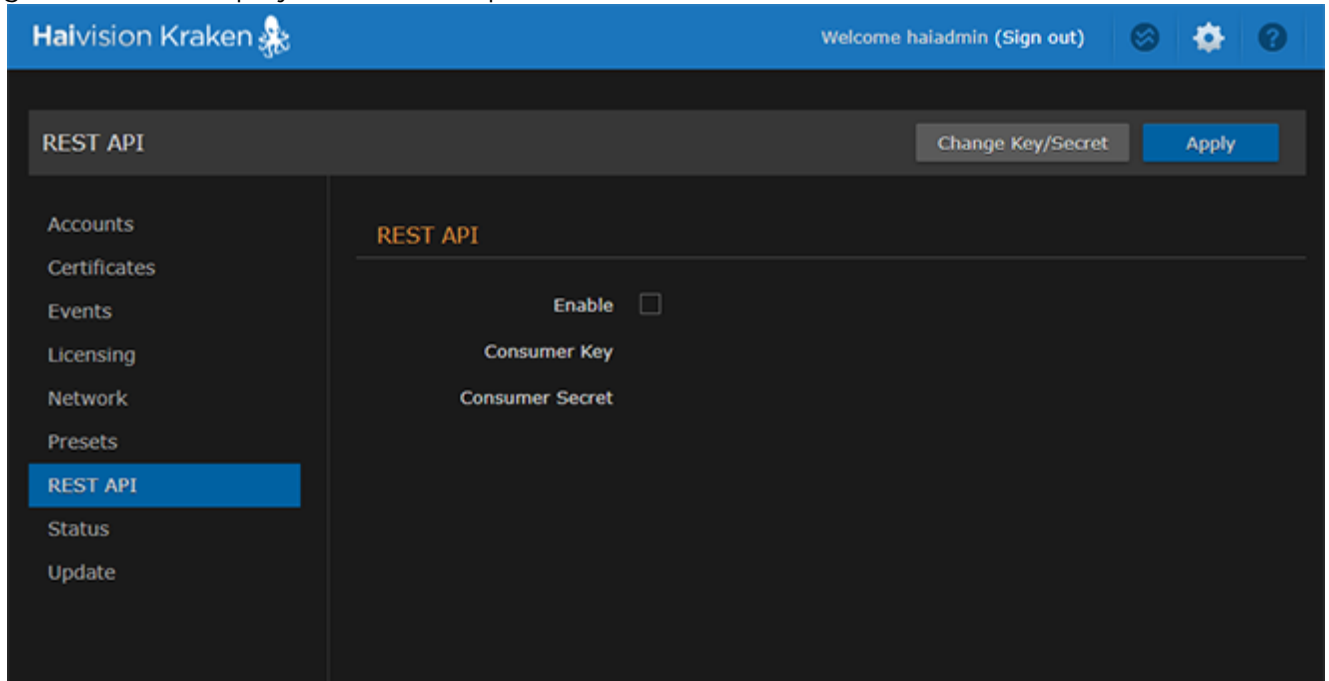 Haivision Kraken
Welcome haiadmin (Sign out)
?
REST API
Change Key/Secret
Apply
Accounts
Certificates
Events
Licensing
Network
Presets
REST API
Status
Update
REST API
Enable
Consumer Key
Consumer Secret